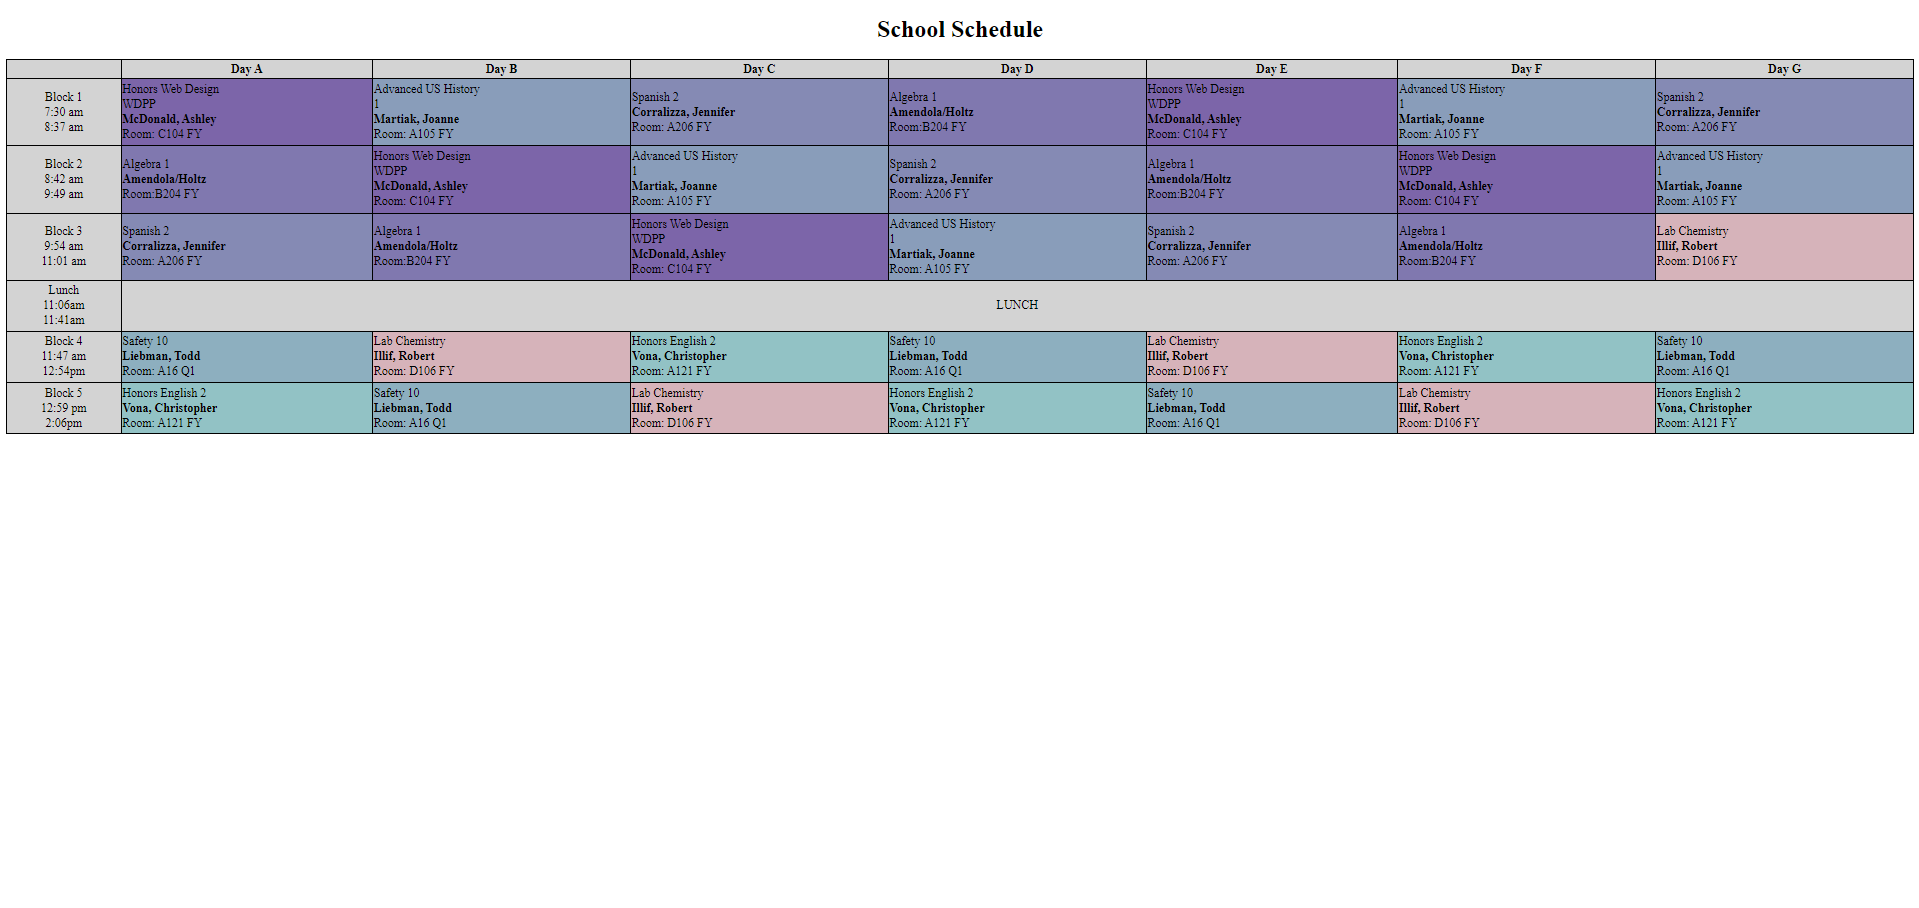 School Schedule
Day A
Day B
Day C
Day D
Day E
Day F
Day G
Block 1
7:30 am
8:37 am
Honors Web Design
WDPP
McDonald, Ashley
Room: C104 FY
Advanced US History
1
Martiak, Joanne
Room: A105 FY
Spanish 2
Corralizza, Jennifer
Room: A206 FY
Algebra 1
Amendola/Holtz
Room:B204 FY
Honors Web Design
WDPP
McDonald, Ashley
Room: C104 FY
Advanced US History
1
Martiak, Joanne
Room: A105 FY
Spanish 2
Corralizza, Jennifer
Room: A206 FY
Block 2
8:42 am
9:49 am
Algebra 1
Amendola/Holtz
Room:B204 FY
Honors Web Design
WDPP
McDonald, Ashley
Room: C104 FY
Advanced US History
1
Martiak, Joanne
Room: A105 FY
Spanish 2
Corralizza, Jennifer
Room: A206 FY
Algebra 1
Amendola/Holtz
Room:B204 FY
Honors Web Design
WDPP
McDonald, Ashley
Room: C104 FY
Advanced US History
1
Martiak, Joanne
Room: A105 FY
Block 3
9:54 am
11:01 am
Spanish 2
Corralizza, Jennifer
Room: A206 FY
Algebra 1
Amendola/Holtz
Room:B204 FY
Honors Web Design
WDPP
McDonald, Ashley
Room: C104 FY
Advanced US History
1
Martiak, Joanne
Room: A105 FY
Spanish 2
Corralizza, Jennifer
Room: A206 FY
Algebra 1
Amendola/Holtz
Room:B204 FY
Lab Chemistry
Illif, Robert
Room: D106 FY
Lunch
11:06am
11:41am
LUNCH
Block 4
11:47 am
12:54pm
Safety 10
Liebman, Todd
Room: A16 Q1
Lab Chemistry
Illif, Robert
Room: D106 FY
Honors English 2
Vona, Christopher
Room: A121 FY
Safety 10
Liebman, Todd
Room: A16 Q1
Lab Chemistry
Illif, Robert
Room: D106 FY
Honors English 2
Vona, Christopher
Room: A121 FY
Safety 10
Liebman, Todd
Room: A16 Q1
Block 5
12:59 pm
2:06pm
Honors English 2
Vona, Christopher
Room: A121 FY
Safety 10
Liebman, Todd
Room: A16 Q1
Lab Chemistry
Illif, Robert
Room: D106 FY
Honors English 2
Vona, Christopher
Room: A121 FY
Safety 10
Liebman, Todd
Room: A16 Q1
Lab Chemistry
Illif, Robert
Room: D106 FY
Honors English 2
Vona, Christopher
Room: A121 FY